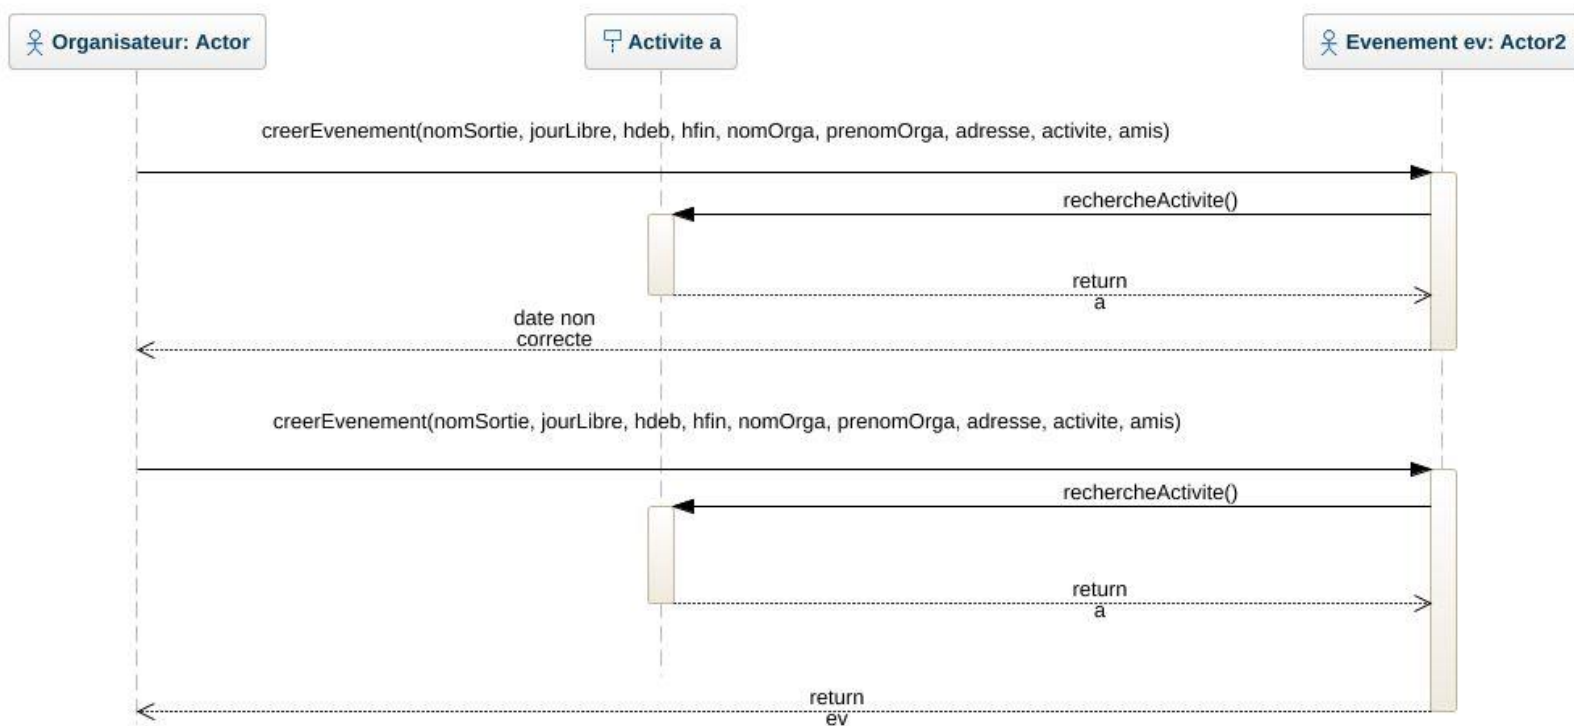 Organisateur: Actor
Activite a
Evenement ev: Actor2
creerEvenement(nomSortie, jourLibre, hdeb, hfin, nomOrga, prenomOrga, adresse, activite, amis)
rechercheActivite()
return
a
date non
correcte
creerEvenement(nomSortie, jourLibre, hdeb, hfin, nomOrga, prenomOrga, adresse, activite, amis)
rechercheActivite()
return
a
return
ev